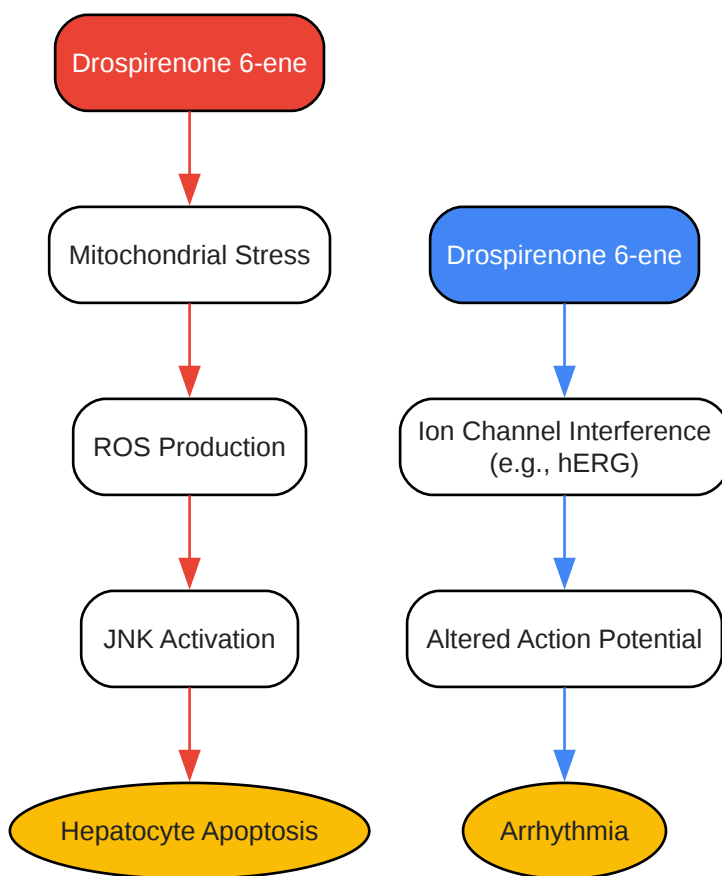 Drospirenone 6-ene
Mitochondrial Stress
ROS Production
JNK Activation
Hepatocyte Apoptosis
Drospirenone 6-ene
Ion Channel Interference
(e.g., hERG)
Altered Action Potential
Arrhythmia